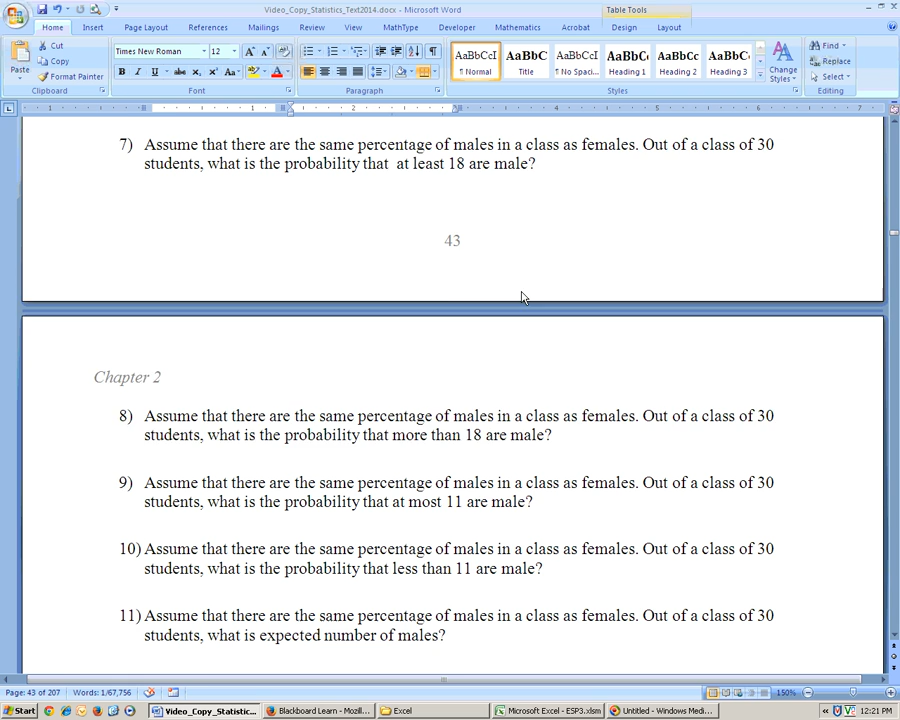 Video_Copy_Statistics_Text2014.docx - Microsoft Word
Table Tools
Home Insert Page Layout References Mailings Review View MathType Developer Mathematics Acrobat Design Layout
Paste
Cut
Copy
Format Painter
Clipboard
Times New Roman 12
Font
Paragraph
AaBbCcI AaBbC AaBbCcI AaBbC AaBbCc AaBbC
¶ Normal Title ¶ No Spaci... Heading 1 Heading 2 Heading 3
Change Styles
Styles
Find
Replace
Select
Editing
7) Assume that there are the same percentage of males in a class as females. Out of a class of 30
students, what is the probability that at least 18 are male?
43
Chapter 2
8) Assume that there are the same percentage of males in a class as females. Out of a class of 30
students, what is the probability that more than 18 are male?
9) Assume that there are the same percentage of males in a class as females. Out of a class of 30
students, what is the probability that at most 11 are male?
10) Assume that there are the same percentage of males in a class as females. Out of a class of 30
students, what is the probability that less than 11 are male?
11) Assume that there are the same percentage of males in a class as females. Out of a class of 30
students, what is expected number of males?
Page: 43 of 207 Words: 1/67,756 150%
Start Video_Copy_Statistic... Blackboard Learn - Mozill... Excel Microsoft Excel - ESP3.xlsm Untitled - Windows Medi... 12:21 PM